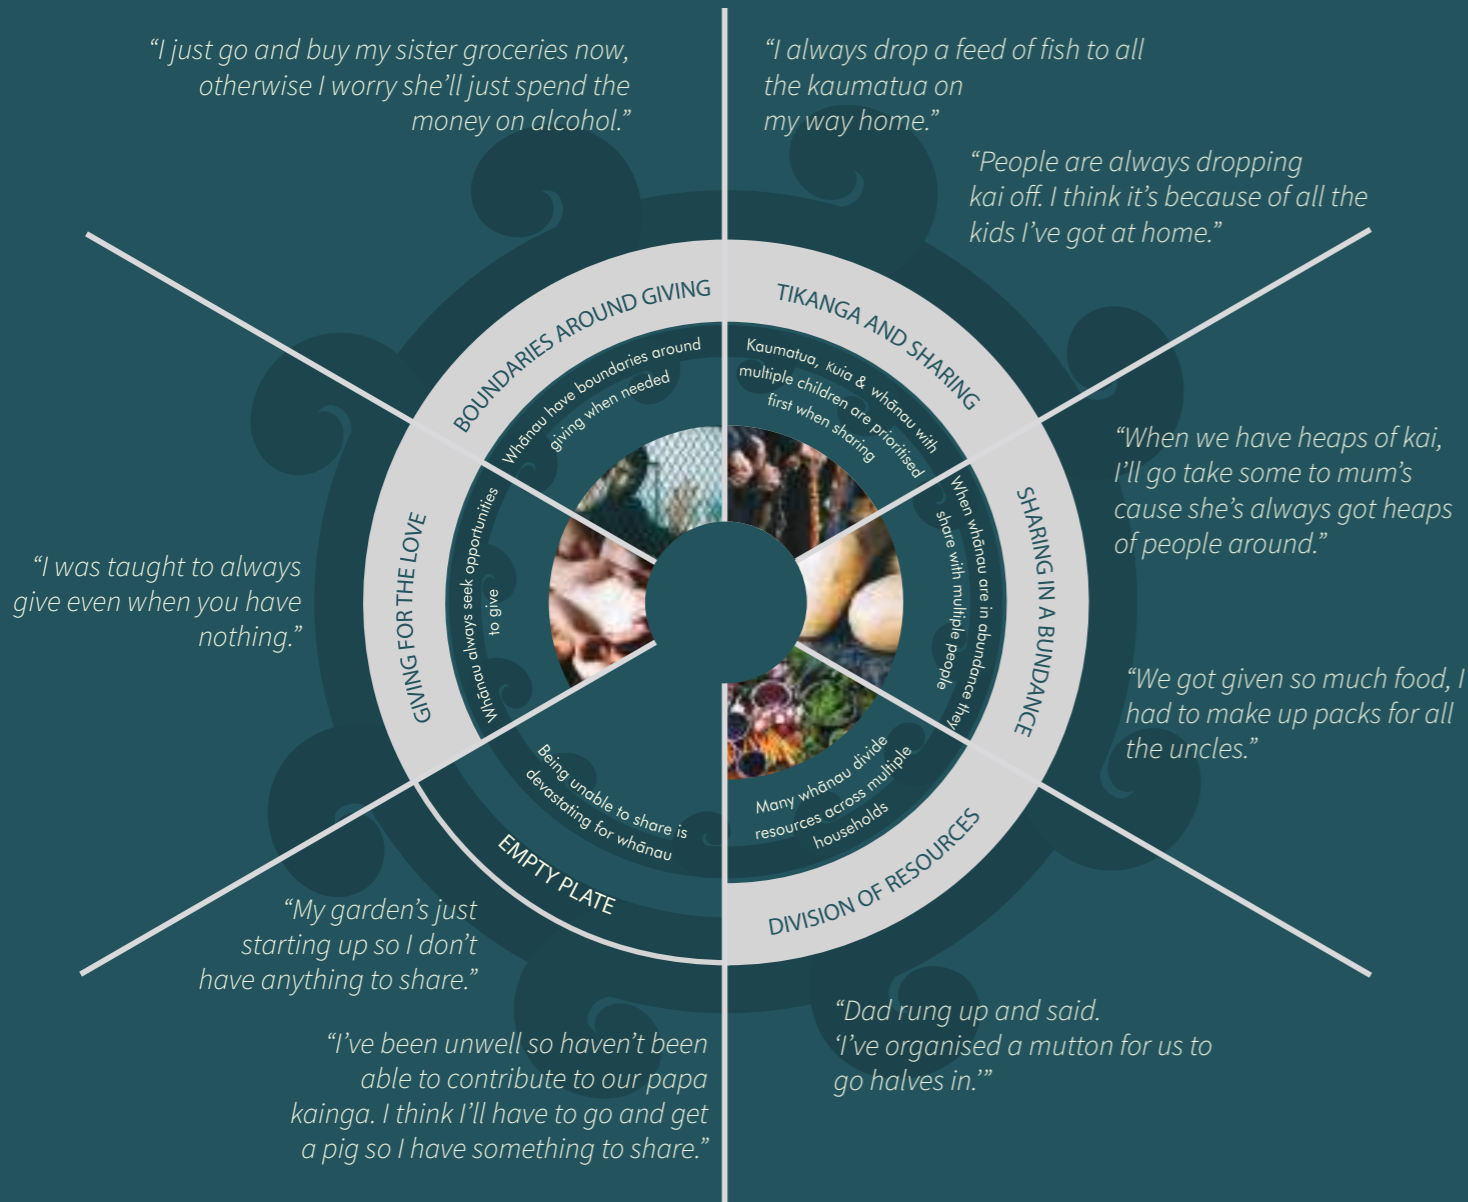 “I just go and buy my sister groceries now,
otherwise I worry she’ll just spend the
money on alcohol.”
“I always drop a feed of fish to all
the kaumatua on
my way home.”
“People are always dropping
kai off. I think it’s because of all the
kids I’ve got at home.”
BOUNDARIES AROUND GIVING
Whānau have boundaries around
giving when needed
TIKANGA AND SHARING
Kaumatua, Kuia & whānau with
multiple children are prioritised
first when sharing
“When we have heaps of kai,
I’ll go take some to mum’s
cause she’s always got heaps
of people around.”
SHARING IN A BUNDANCE
When whānau are in abundance they
share with multiple people
“We got given so much food, I
had to make up packs for all
the uncles.”
GIVING FOR THE LOVE
Whānau always seek opportunities
to give
“I was taught to always
give even when you have
nothing.”
Being unable to share is
devastating for whānau
EMPTY PLATE
Many whānau divide
resources across multiple
households
DIVISION OF RESOURCES
“My garden’s just
starting up so I don’t
have anything to share.”
“I’ve been unwell so haven’t been
able to contribute to our papa
kainga. I think I’ll have to go and get
a pig so I have something to share.”
“Dad rung up and said.
‘I’ve organised a mutton for us to
go halves in.’”